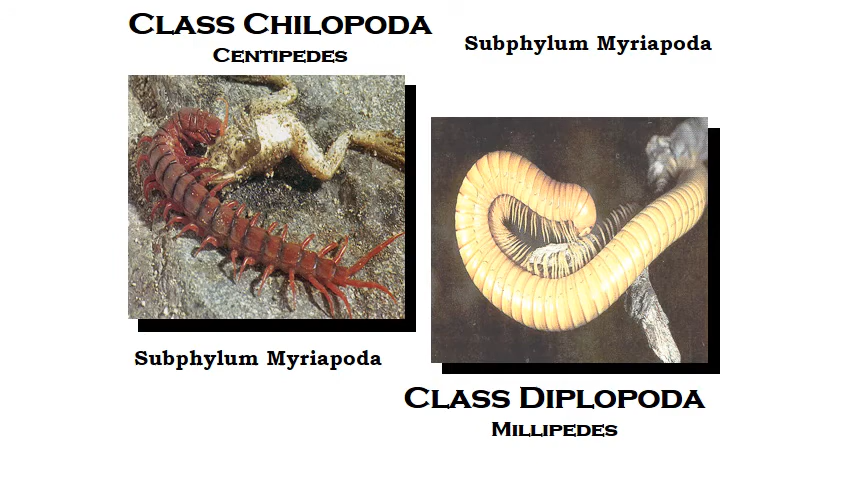 Class Chilopoda
Centipedes
Subphylum Myriapoda
Subphylum Myriapoda
Class Diplopoda
Millipedes